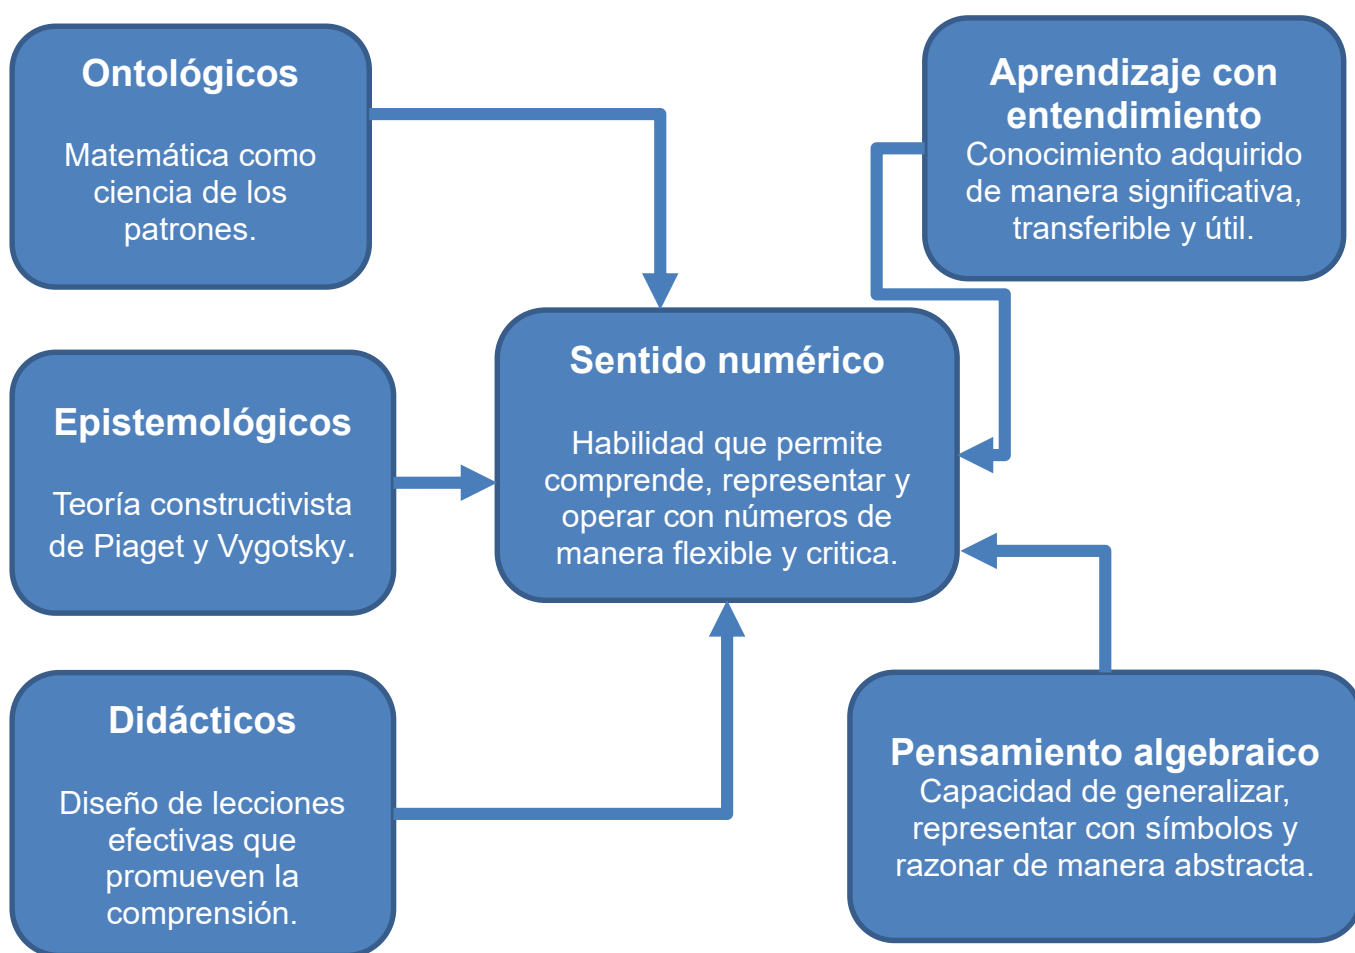 Ontológicos
Matemática como
ciencia de los
patrones.
Aprendizaje con
entendimiento
Conocimiento adquirido
de manera significativa,
transferible y útil.
Sentido numérico
Habilidad que permite
comprende, representar y
operar con números de
manera flexible y critica.
Epistemológicos
Teoría constructivista
de Piaget y Vygotsky.
Didácticos
Diseño de lecciones
efectivas que
promueven la
comprensión.
Pensamiento algebraico
Capacidad de generalizar,
representar con símbolos y
razonar de manera abstracta.